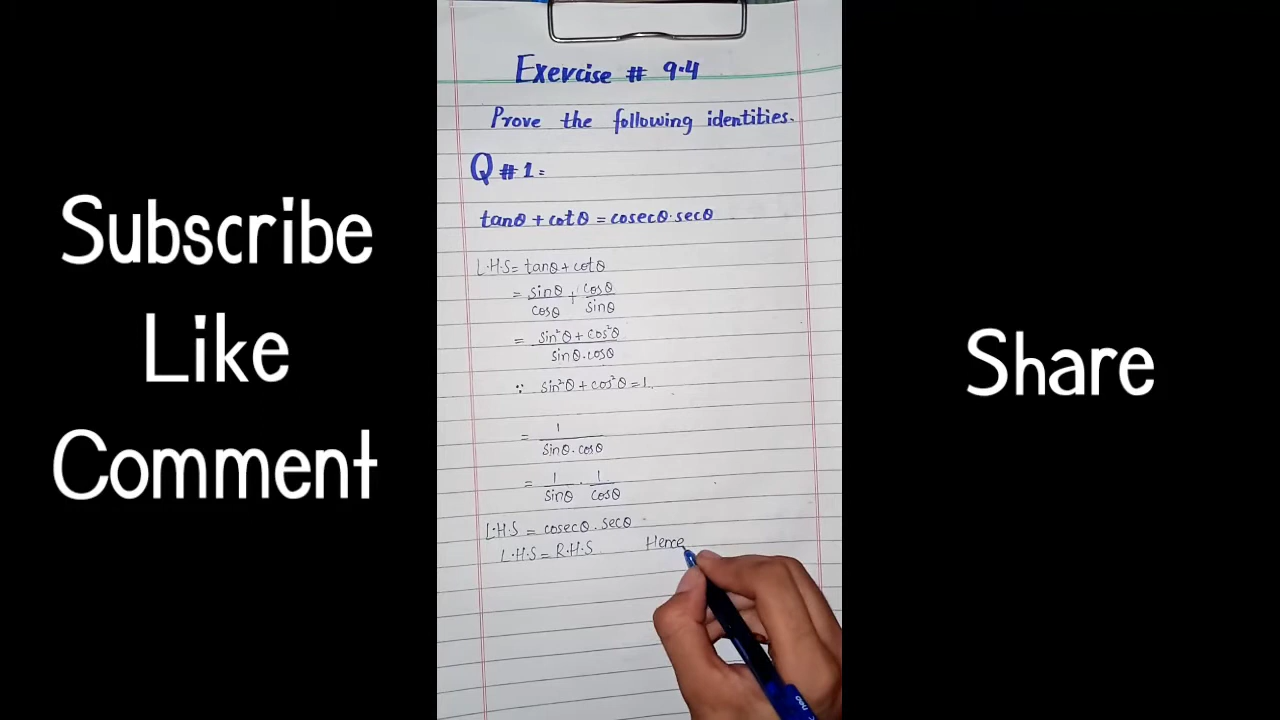 Subscribe
Like
Comment
Exercise # 9.4
Prove the following identities.
Q # 1:
tanθ + cotθ = cosecθ. secθ
L.H.S = tanθ + cotθ
= sinθ/cosθ + cosθ/sinθ
= sin²θ + cos²θ / sinθ.cosθ
∵ sin²θ + cos²θ = 1.
= 1 / sinθ.cosθ
= 1/sinθ . 1/cosθ
L.H.S = cosecθ. secθ
L.H.S = R.H.S Hence
Share